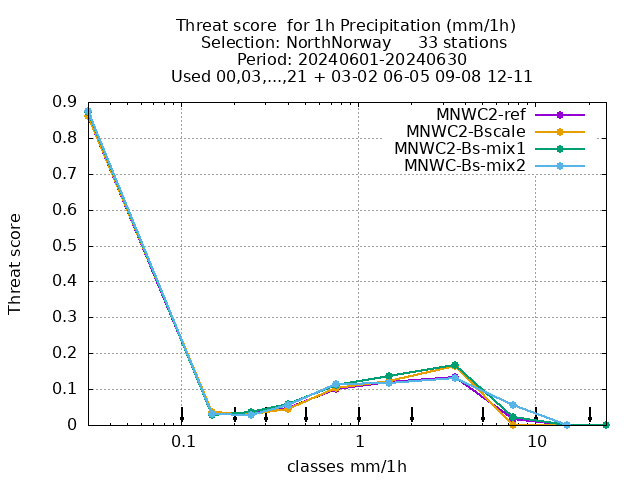 Threat score  for 1h Precipitation (mm/1h)
Selection: NorthNorway     33 stations
Period: 20240601-20240630
Used 00,03,...,21 + 03-02 06-05 09-08 12-11
MNWC2-ref
MNWC2-Bscale
MNWC2-Bs-mix1
MNWC-Bs-mix2
0.9
0.8
0.7
0.6
0.5
0.4
0.3
0.2
0.1
0
Threat score
0.1
1
10
classes mm/1h